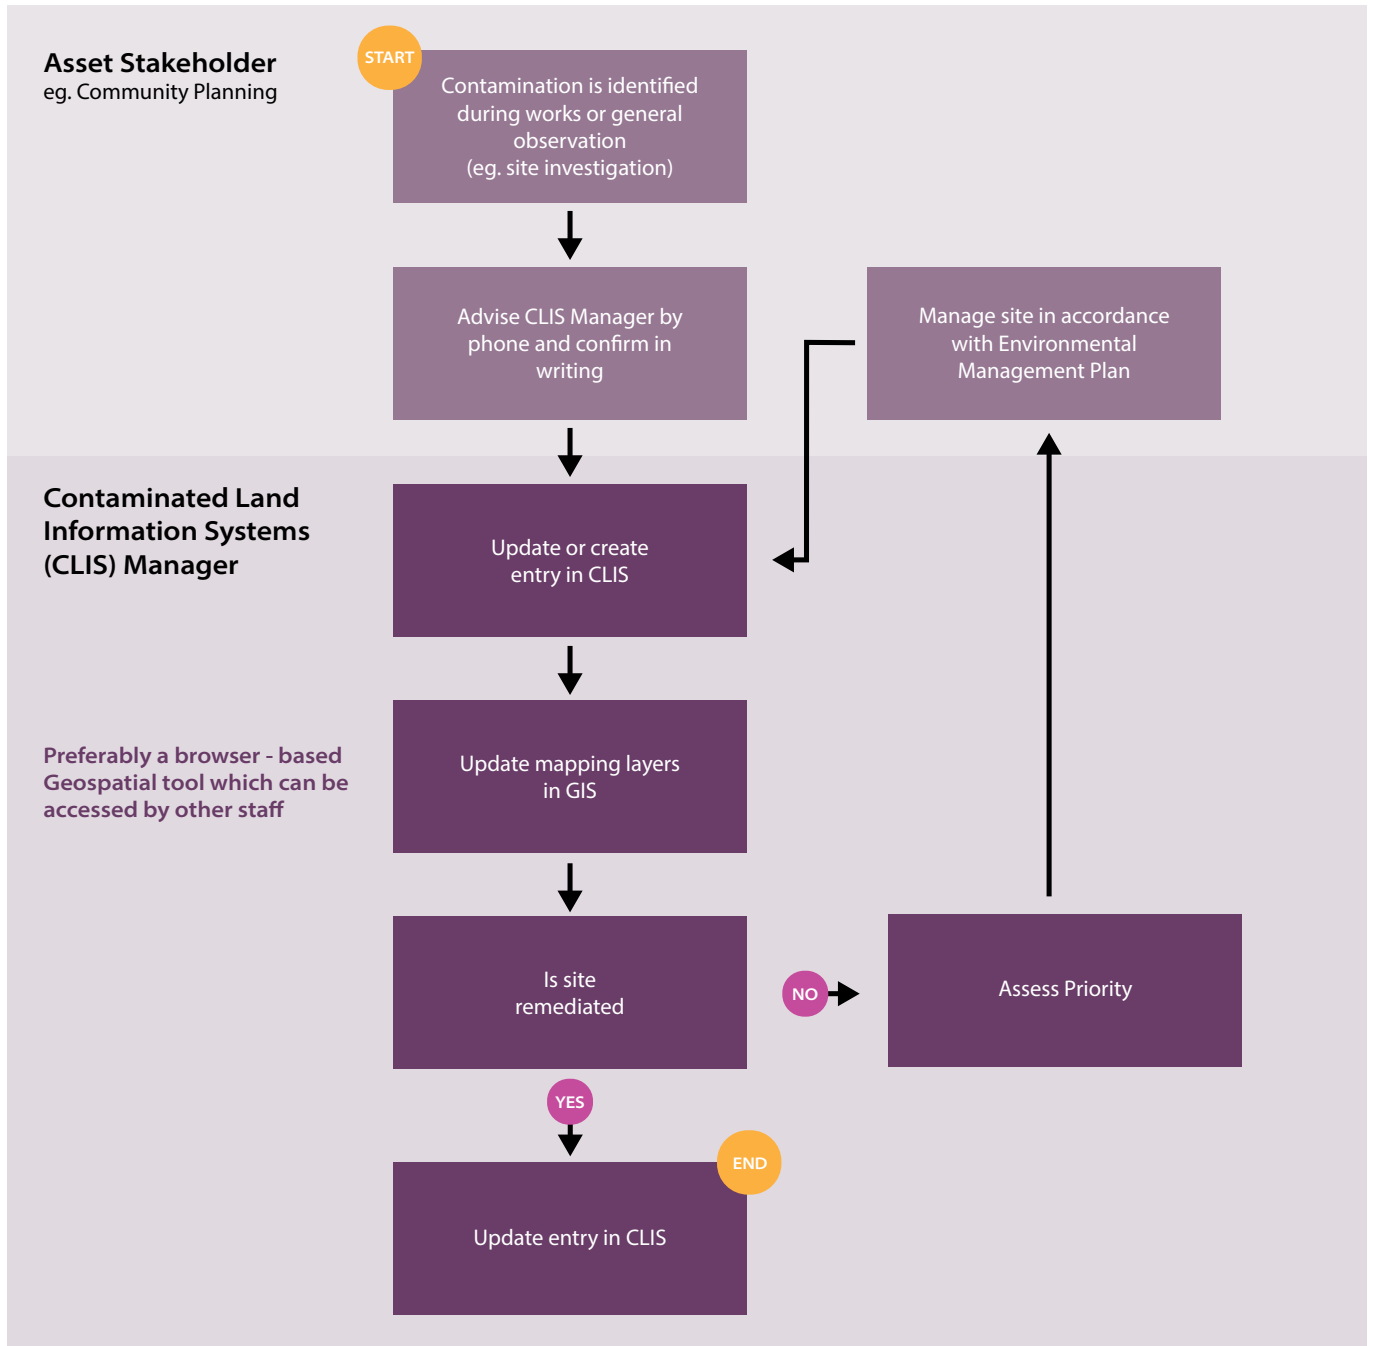 Asset Stakeholder
eg. Community Planning
START
Contamination is identified
during works or general
observation
(eg. site investigation)
Advise CLIS Manager by
phone and confirm in
writing
Manage site in accordance
with Environmental
Management Plan
Contaminated Land
Information Systems
(CLIS) Manager
Update or create
entry in CLIS
Preferably a browser - based
Geospatial tool which can be
accessed by other staff
Update mapping layers
in GIS
Is site
remediated
NO
Assess Priority
YES
END
Update entry in CLIS